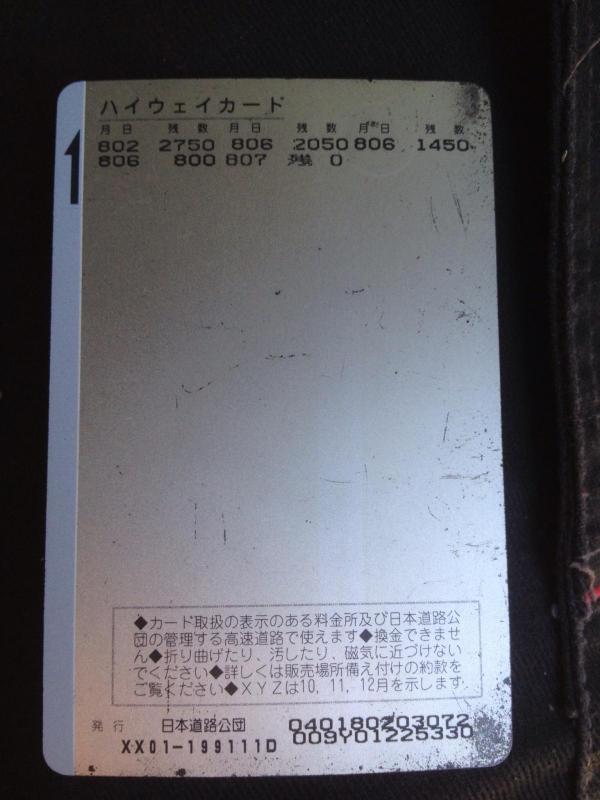 ハイウェイカード
月日 残数 月日 残数 月日 残数
802 2750 806 2050 806 1450
806 800 807 残 0
◆カード取扱の表示のある料金所及び日本道路公
団の管理する高速道路で使えます◆換金できませ
ん◆折り曲げたり、汚したり、磁気に近づけない
でください◆詳しくは販売場所備え付けの約款を
ご覧ください◆XYZは10, 11, 12月を示します
発行 日本道路公団 0401802203072
XX01-199111D 009Y01225330